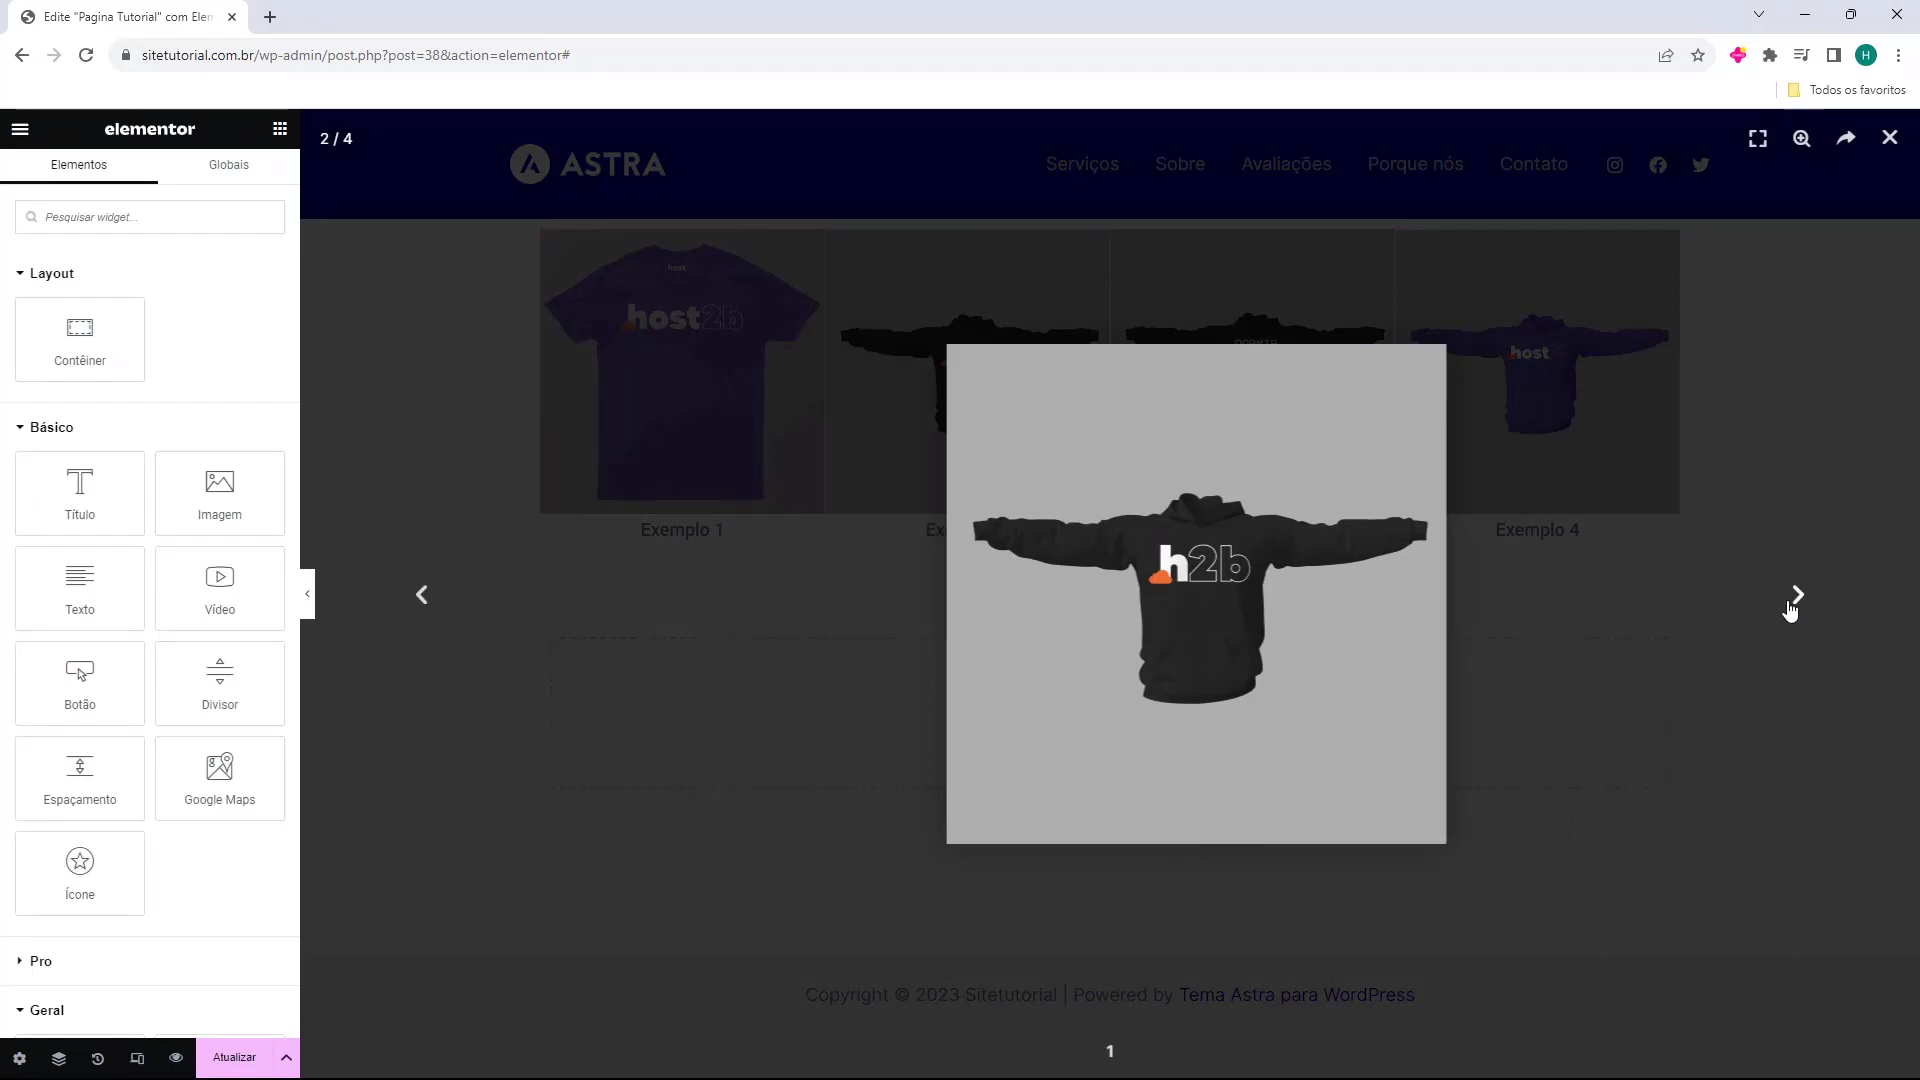 Edite "Pagina Tutorial" com Elen
sitetutorial.com.br/wp-admin/post.php?post=38&action=elementor#
H
Todos os favoritos
elementor
Elementos
Globais
Pesquisar widget...
Layout
Contêiner
Básico
Título
Imagem
Texto
Vídeo
Botão
Divisor
Espaçamento
Google Maps
Ícone
Pro
Geral
Atualizar
2 / 4
ASTRA
Serviços
Sobre
Avaliações
Porque nós
Contato
host
host2b
host
h2b
Exemplo 1
Ex
Exemplo 4
Copyright © 2023 Sitetutorial | Powered by Tema Astra para WordPress
1